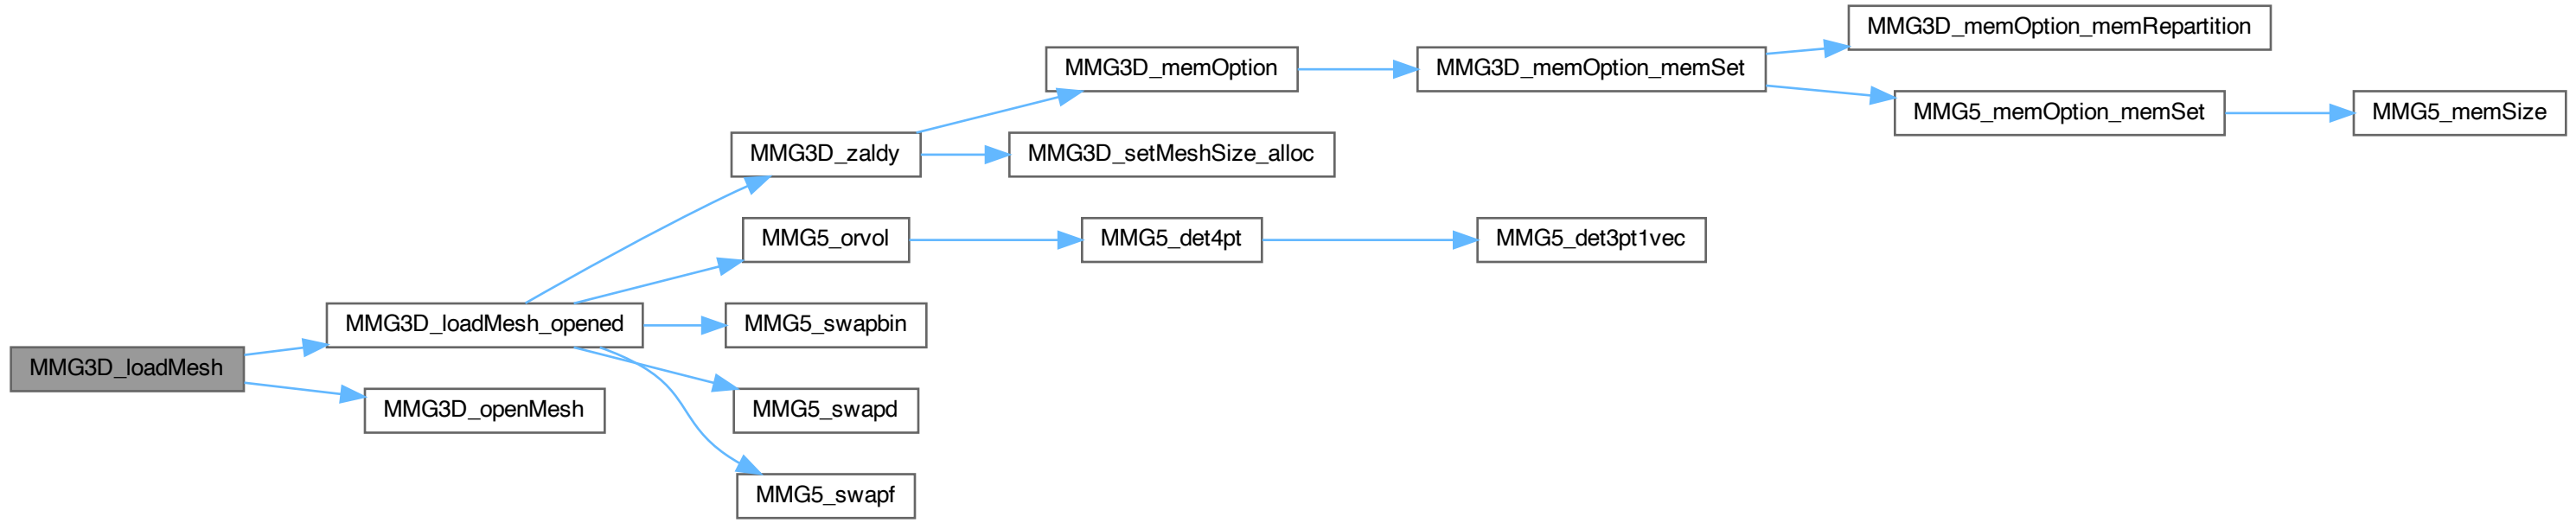 MMG3D_memOption_memRepartition
MMG3D_memOption
MMG3D_memOption_memSet
MMG5_memOption_memSet
MMG5_memSize
MMG3D_zaldy
MMG3D_setMeshSize_alloc
MMG5_orvol
MMG5_det4pt
MMG5_det3pt1vec
MMG3D_loadMesh_opened
MMG5_swapbin
MMG3D_loadMesh
MMG3D_openMesh
MMG5_swapd
MMG5_swapf